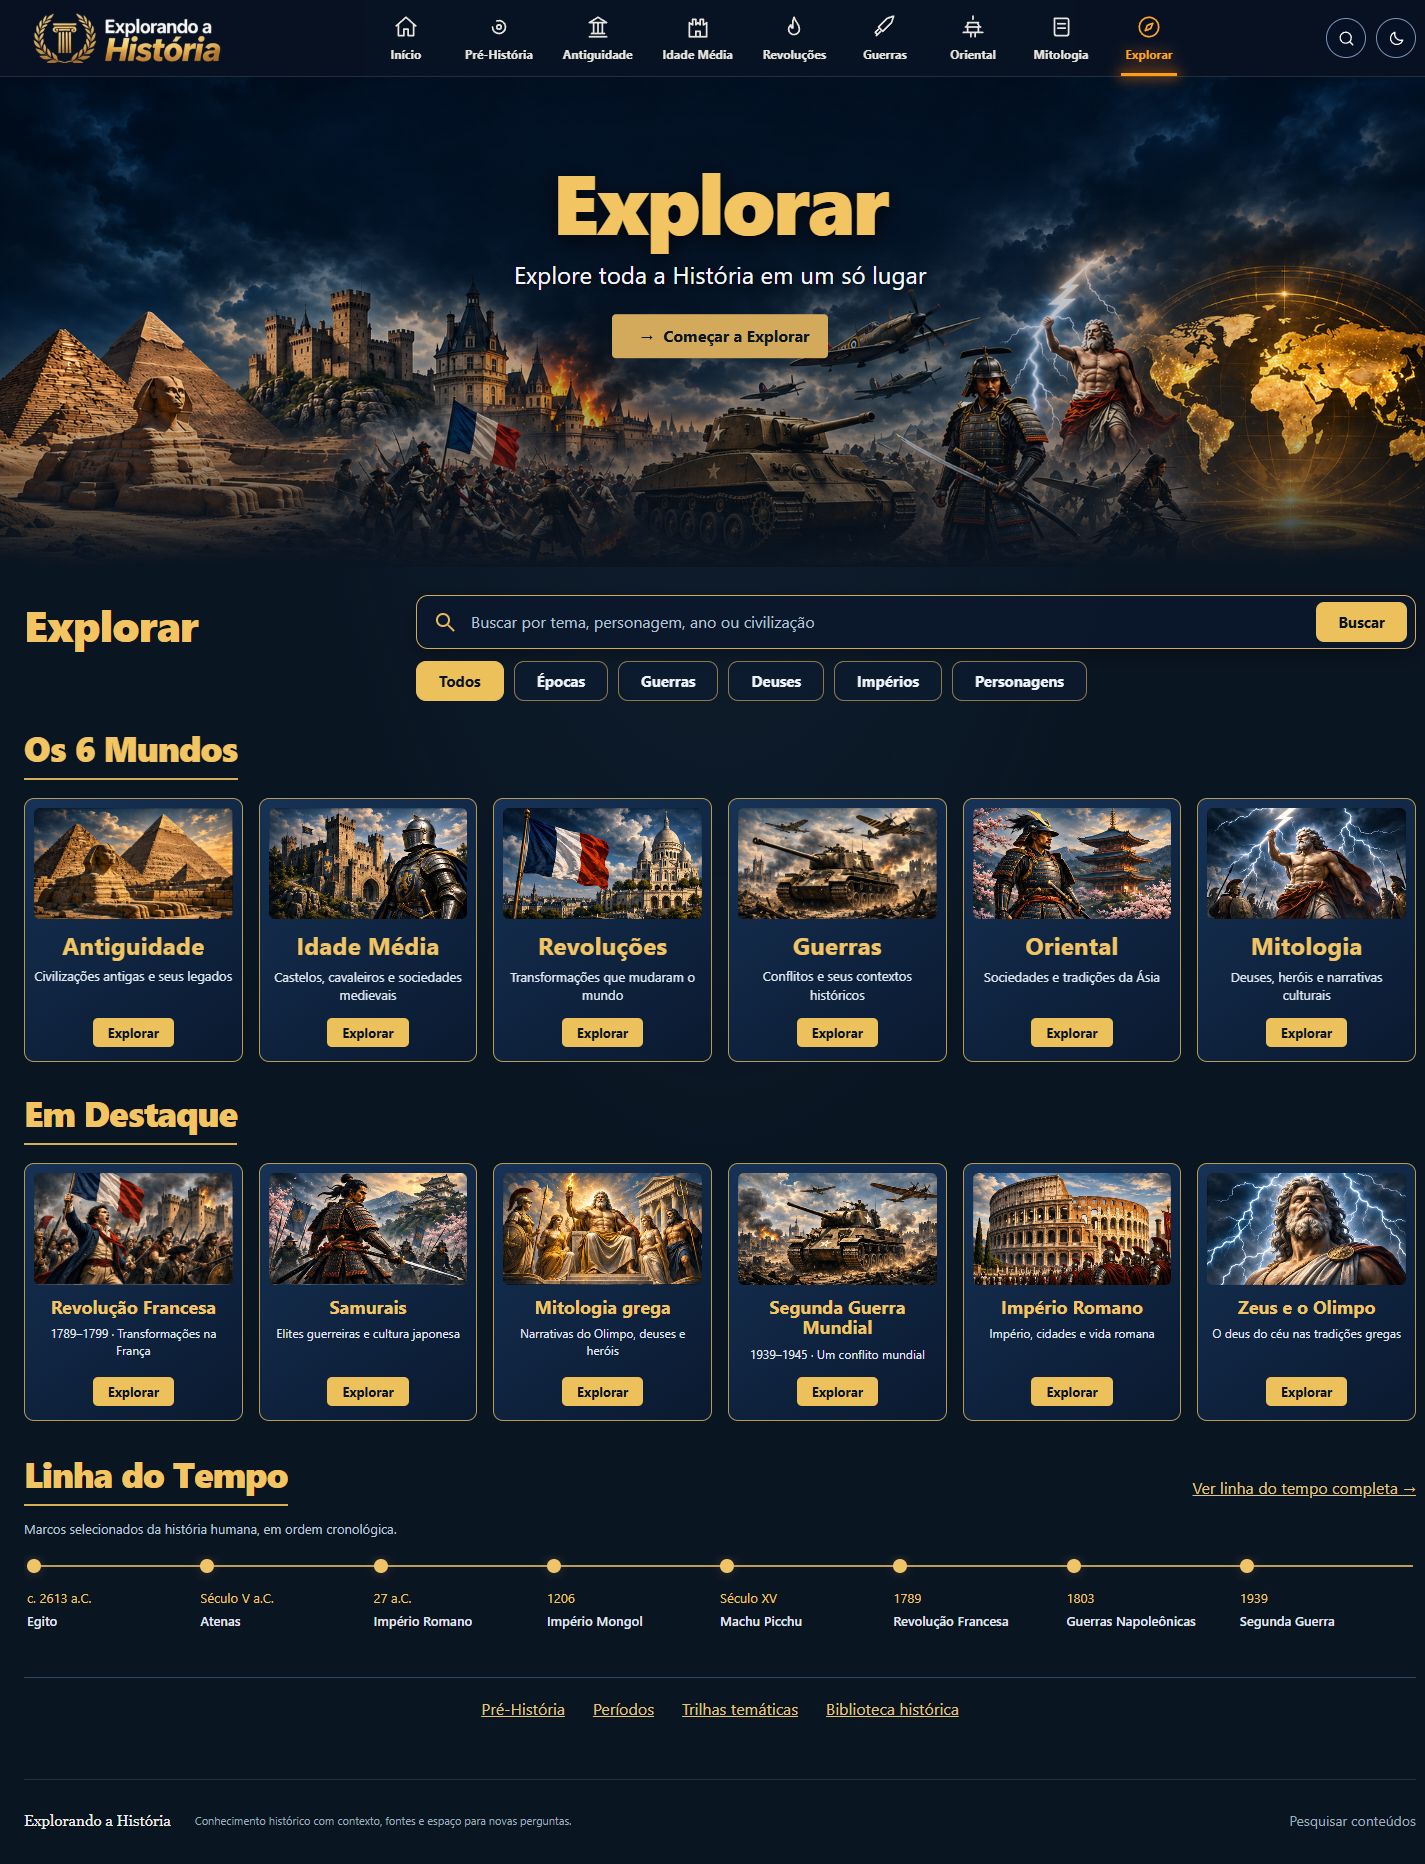 Explorando a
História
Início
Pré-História
Antiguidade
Idade Média
Revoluções
Guerras
Oriental
Mitologia
Explorar
Explorar
Explore toda a História em um só lugar
→ Começar a Explorar
Explorar
Buscar por tema, personagem, ano ou civilização
Buscar
Todos
Épocas
Guerras
Deuses
Impérios
Personagens
Os 6 Mundos
Antiguidade
Civilizações antigas e seus legados
Explorar
Idade Média
Castelos, cavaleiros e sociedades
medievais
Explorar
Revoluções
Transformações que mudaram o
mundo
Explorar
Guerras
Conflitos e seus contextos
históricos
Explorar
Oriental
Sociedades e tradições da Ásia
Explorar
Mitologia
Deuses, heróis e narrativas
culturais
Explorar
Em Destaque
Revolução Francesa
1789–1799 · Transformações na
França
Explorar
Samurais
Elites guerreiras e cultura japonesa
Explorar
Mitologia grega
Narrativas do Olimpo, deuses e
heróis
Explorar
Segunda Guerra
Mundial
1939–1945 · Um conflito mundial
Explorar
Império Romano
Império, cidades e vida romana
Explorar
Zeus e o Olimpo
O deus do céu nas tradições gregas
Explorar
Linha do Tempo
Ver linha do tempo completa →
Marcos selecionados da história humana, em ordem cronológica.
c. 2613 a.C.
Egito
Século V a.C.
Atenas
27 a.C.
Império Romano
1206
Império Mongol
Século XV
Machu Picchu
1789
Revolução Francesa
1803
Guerras Napoleônicas
1939
Segunda Guerra
Pré-História
Períodos
Trilhas temáticas
Biblioteca histórica
Explorando a História
Conhecimento histórico com contexto, fontes e espaço para novas perguntas.
Pesquisar conteúdos